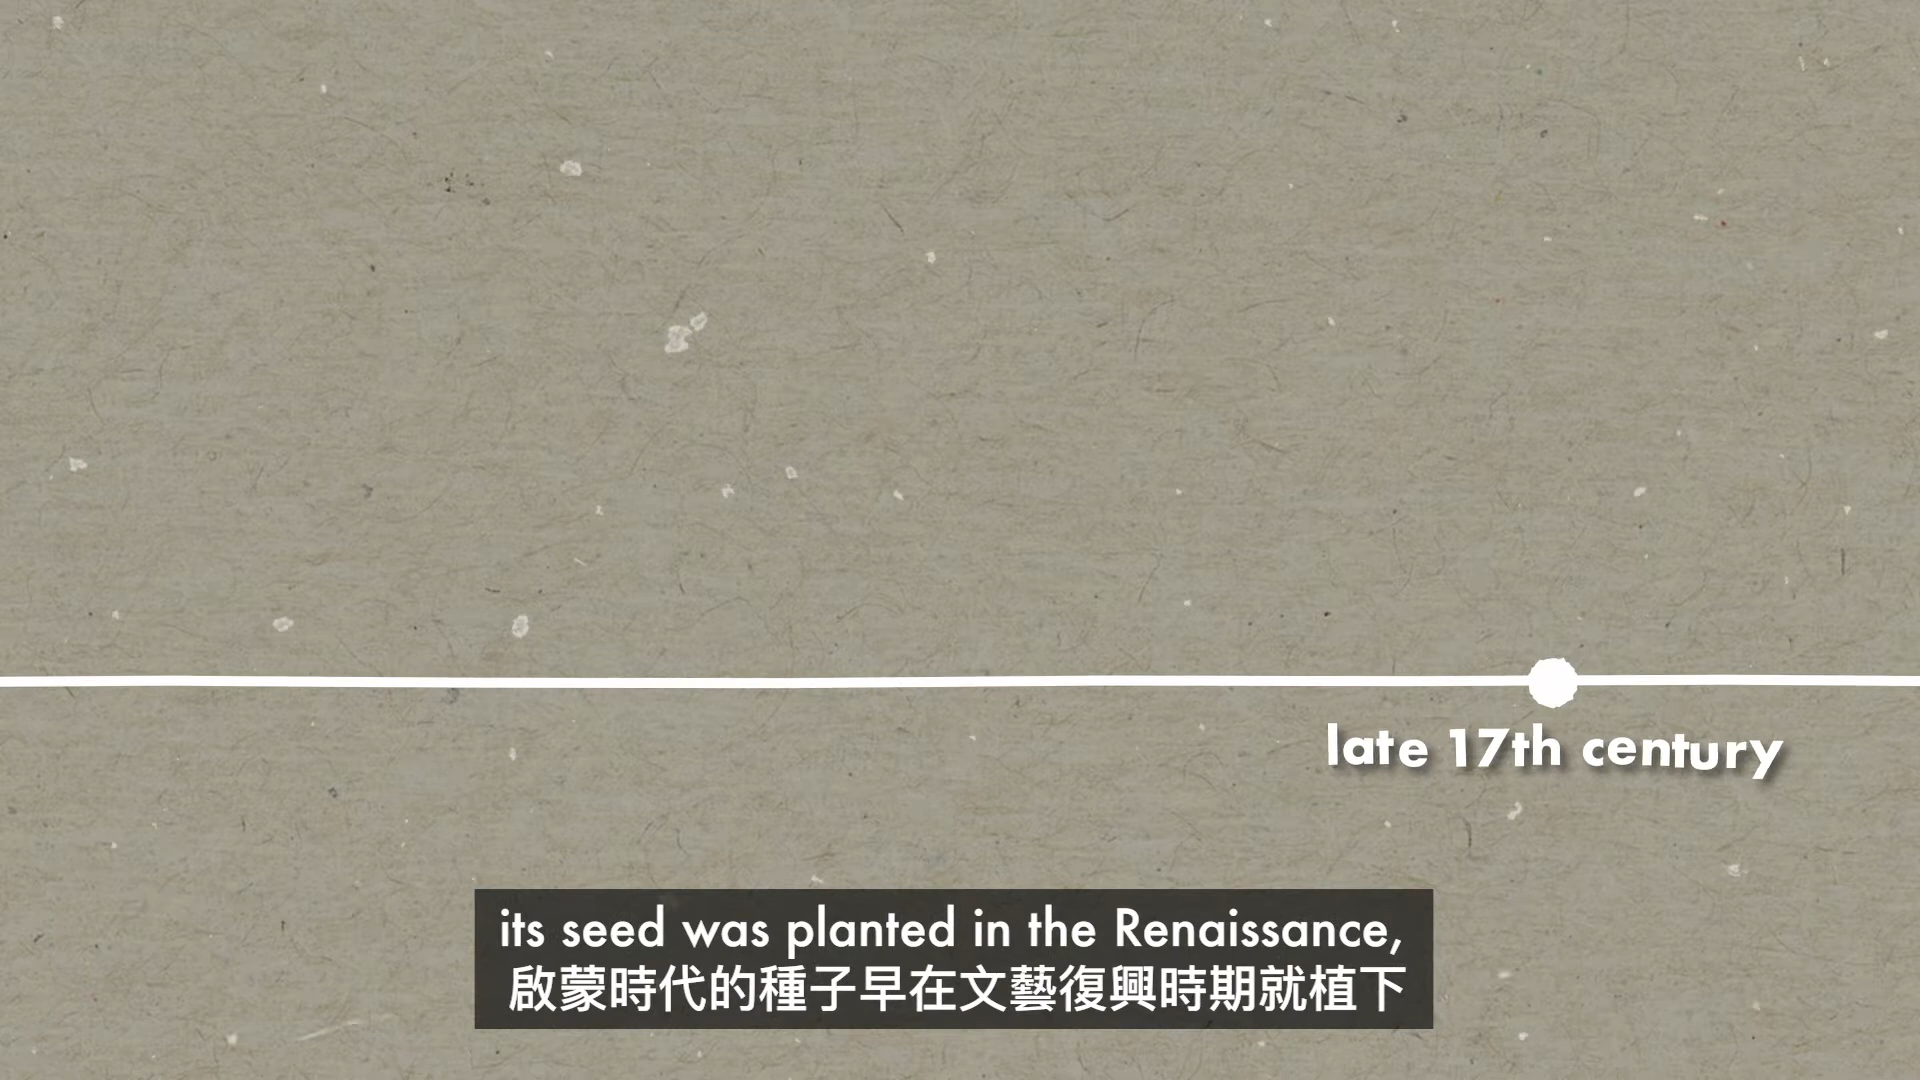 late 17th century
its seed was planted in the Renaissance,
啟蒙時代的種子早在文藝復興時期就植下